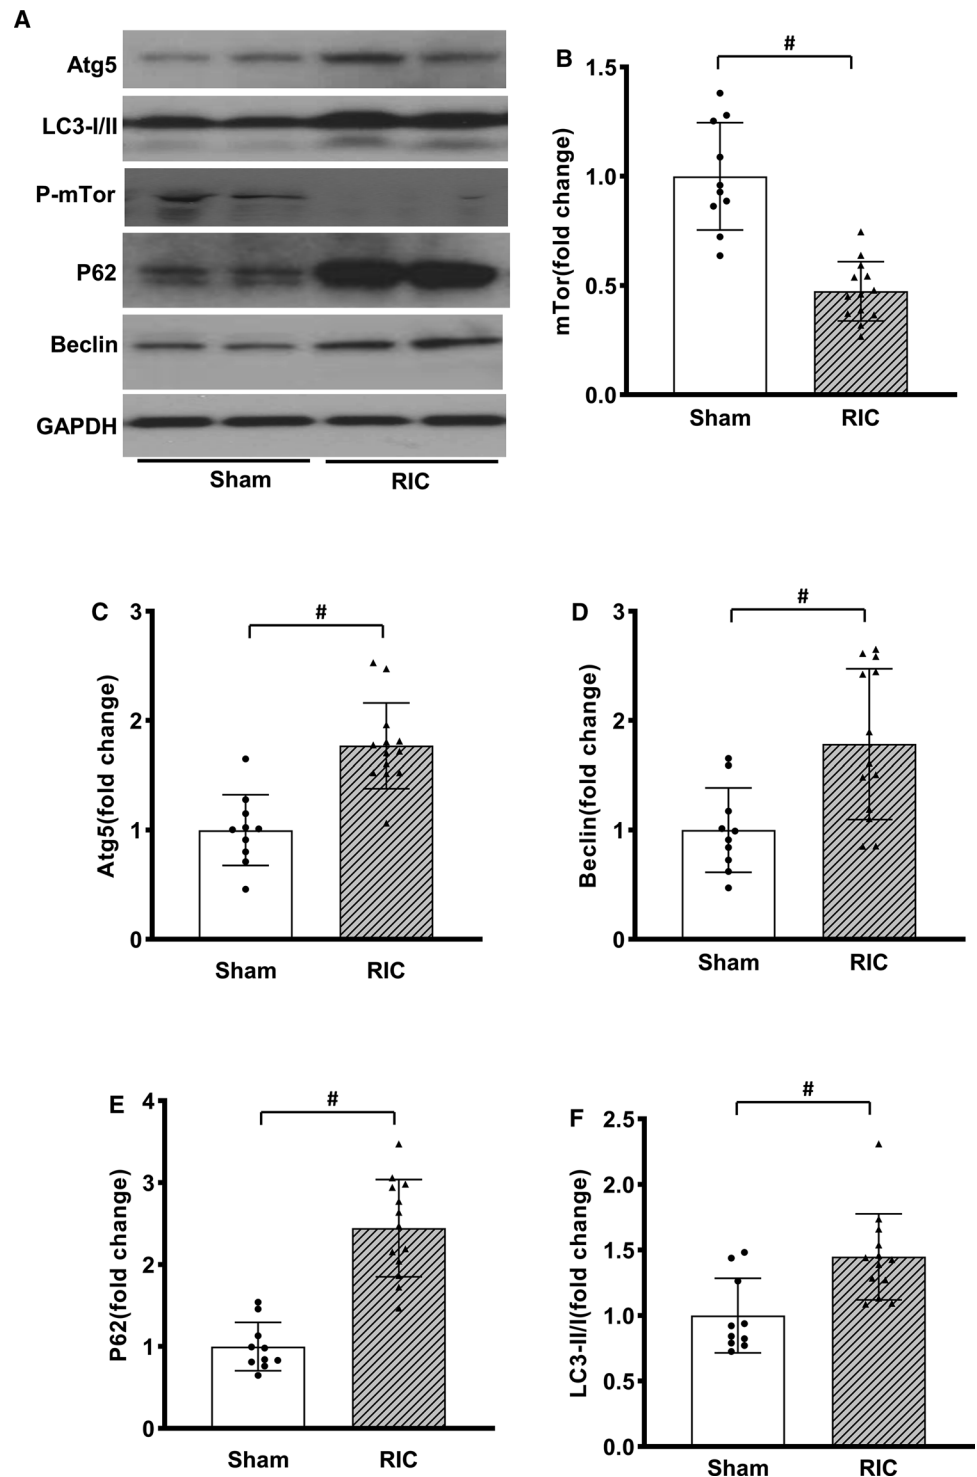 A
Atg5
LC3-I/II
P-mTor
P62
Beclin
GAPDH
Sham RIC
B
#
mTor(fold change)
1.5
1.0
0.5
0.0
Sham RIC
C
#
Atg5(fold change)
3
2
1
0
Sham RIC
D
#
Beclin(fold change)
3
2
1
0
Sham RIC
E
#
P62(fold change)
4
3
2
1
0
Sham RIC
F
#
LC3-II/I(fold change)
2.5
2.0
1.5
1.0
0.5
0.0
Sham RIC